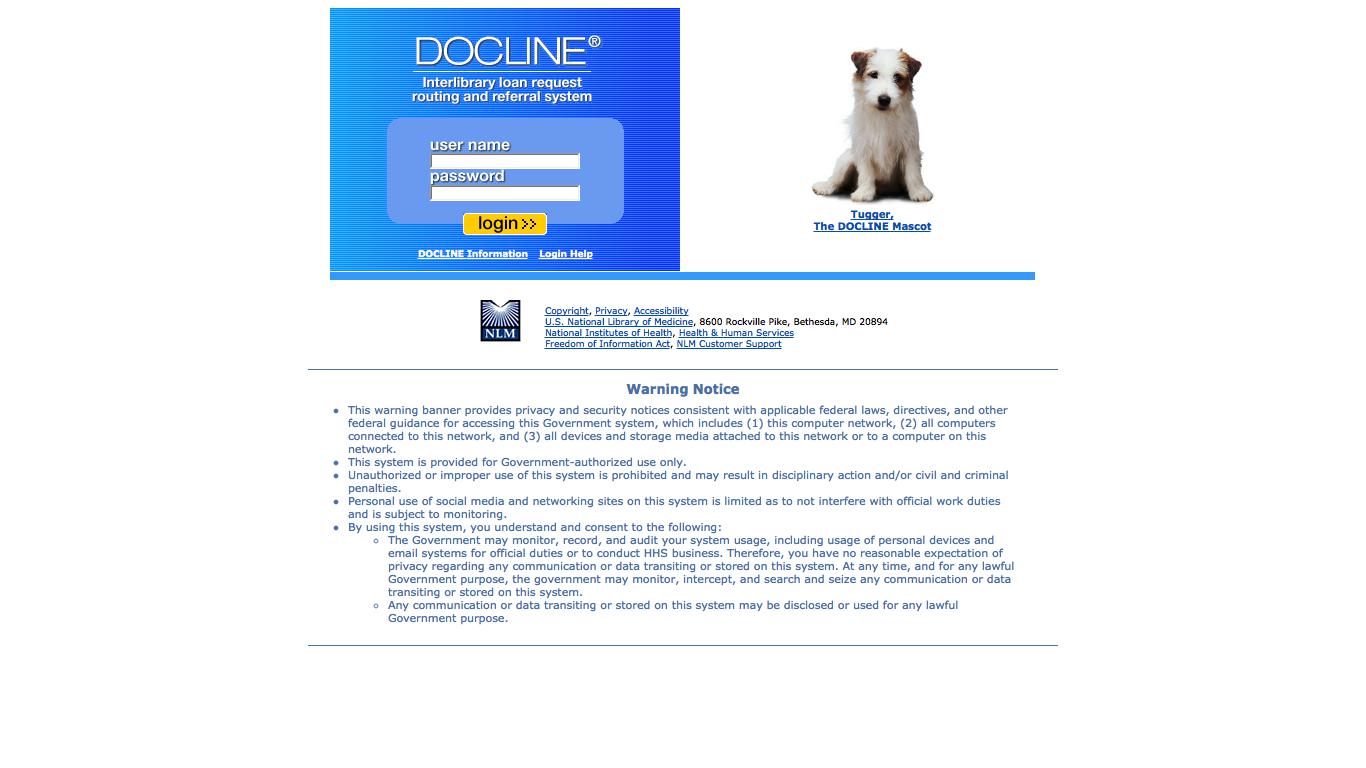 DOCLINE®
Interlibrary loan request
routing and referral system
user name
password
login
DOCLINE Information Login Help
Tugger,
The DOCLINE Mascot
NLM
Copyright, Privacy, Accessibility
U.S. National Library of Medicine, 8600 Rockville Pike, Bethesda, MD 20894
National Institutes of Health, Health & Human Services
Freedom of Information Act, NLM Customer Support
Warning Notice
• This warning banner provides privacy and security notices consistent with applicable federal laws, directives, and other
federal guidance for accessing this Government system, which includes (1) this computer network, (2) all computers
connected to this network, and (3) all devices and storage media attached to this network or to a computer on this
network.
• This system is provided for Government-authorized use only.
• Unauthorized or improper use of this system is prohibited and may result in disciplinary action and/or civil and criminal
penalties.
• Personal use of social media and networking sites on this system is limited as to not interfere with official work duties
and is subject to monitoring.
• By using this system, you understand and consent to the following:
◦ The Government may monitor, record, and audit your system usage, including usage of personal devices and
email systems for official duties or to conduct HHS business. Therefore, you have no reasonable expectation of
privacy regarding any communication or data transiting or stored on this system. At any time, and for any lawful
Government purpose, the government may monitor, intercept, and search and seize any communication or data
transiting or stored on this system.
◦ Any communication or data transiting or stored on this system may be disclosed or used for any lawful
Government purpose.